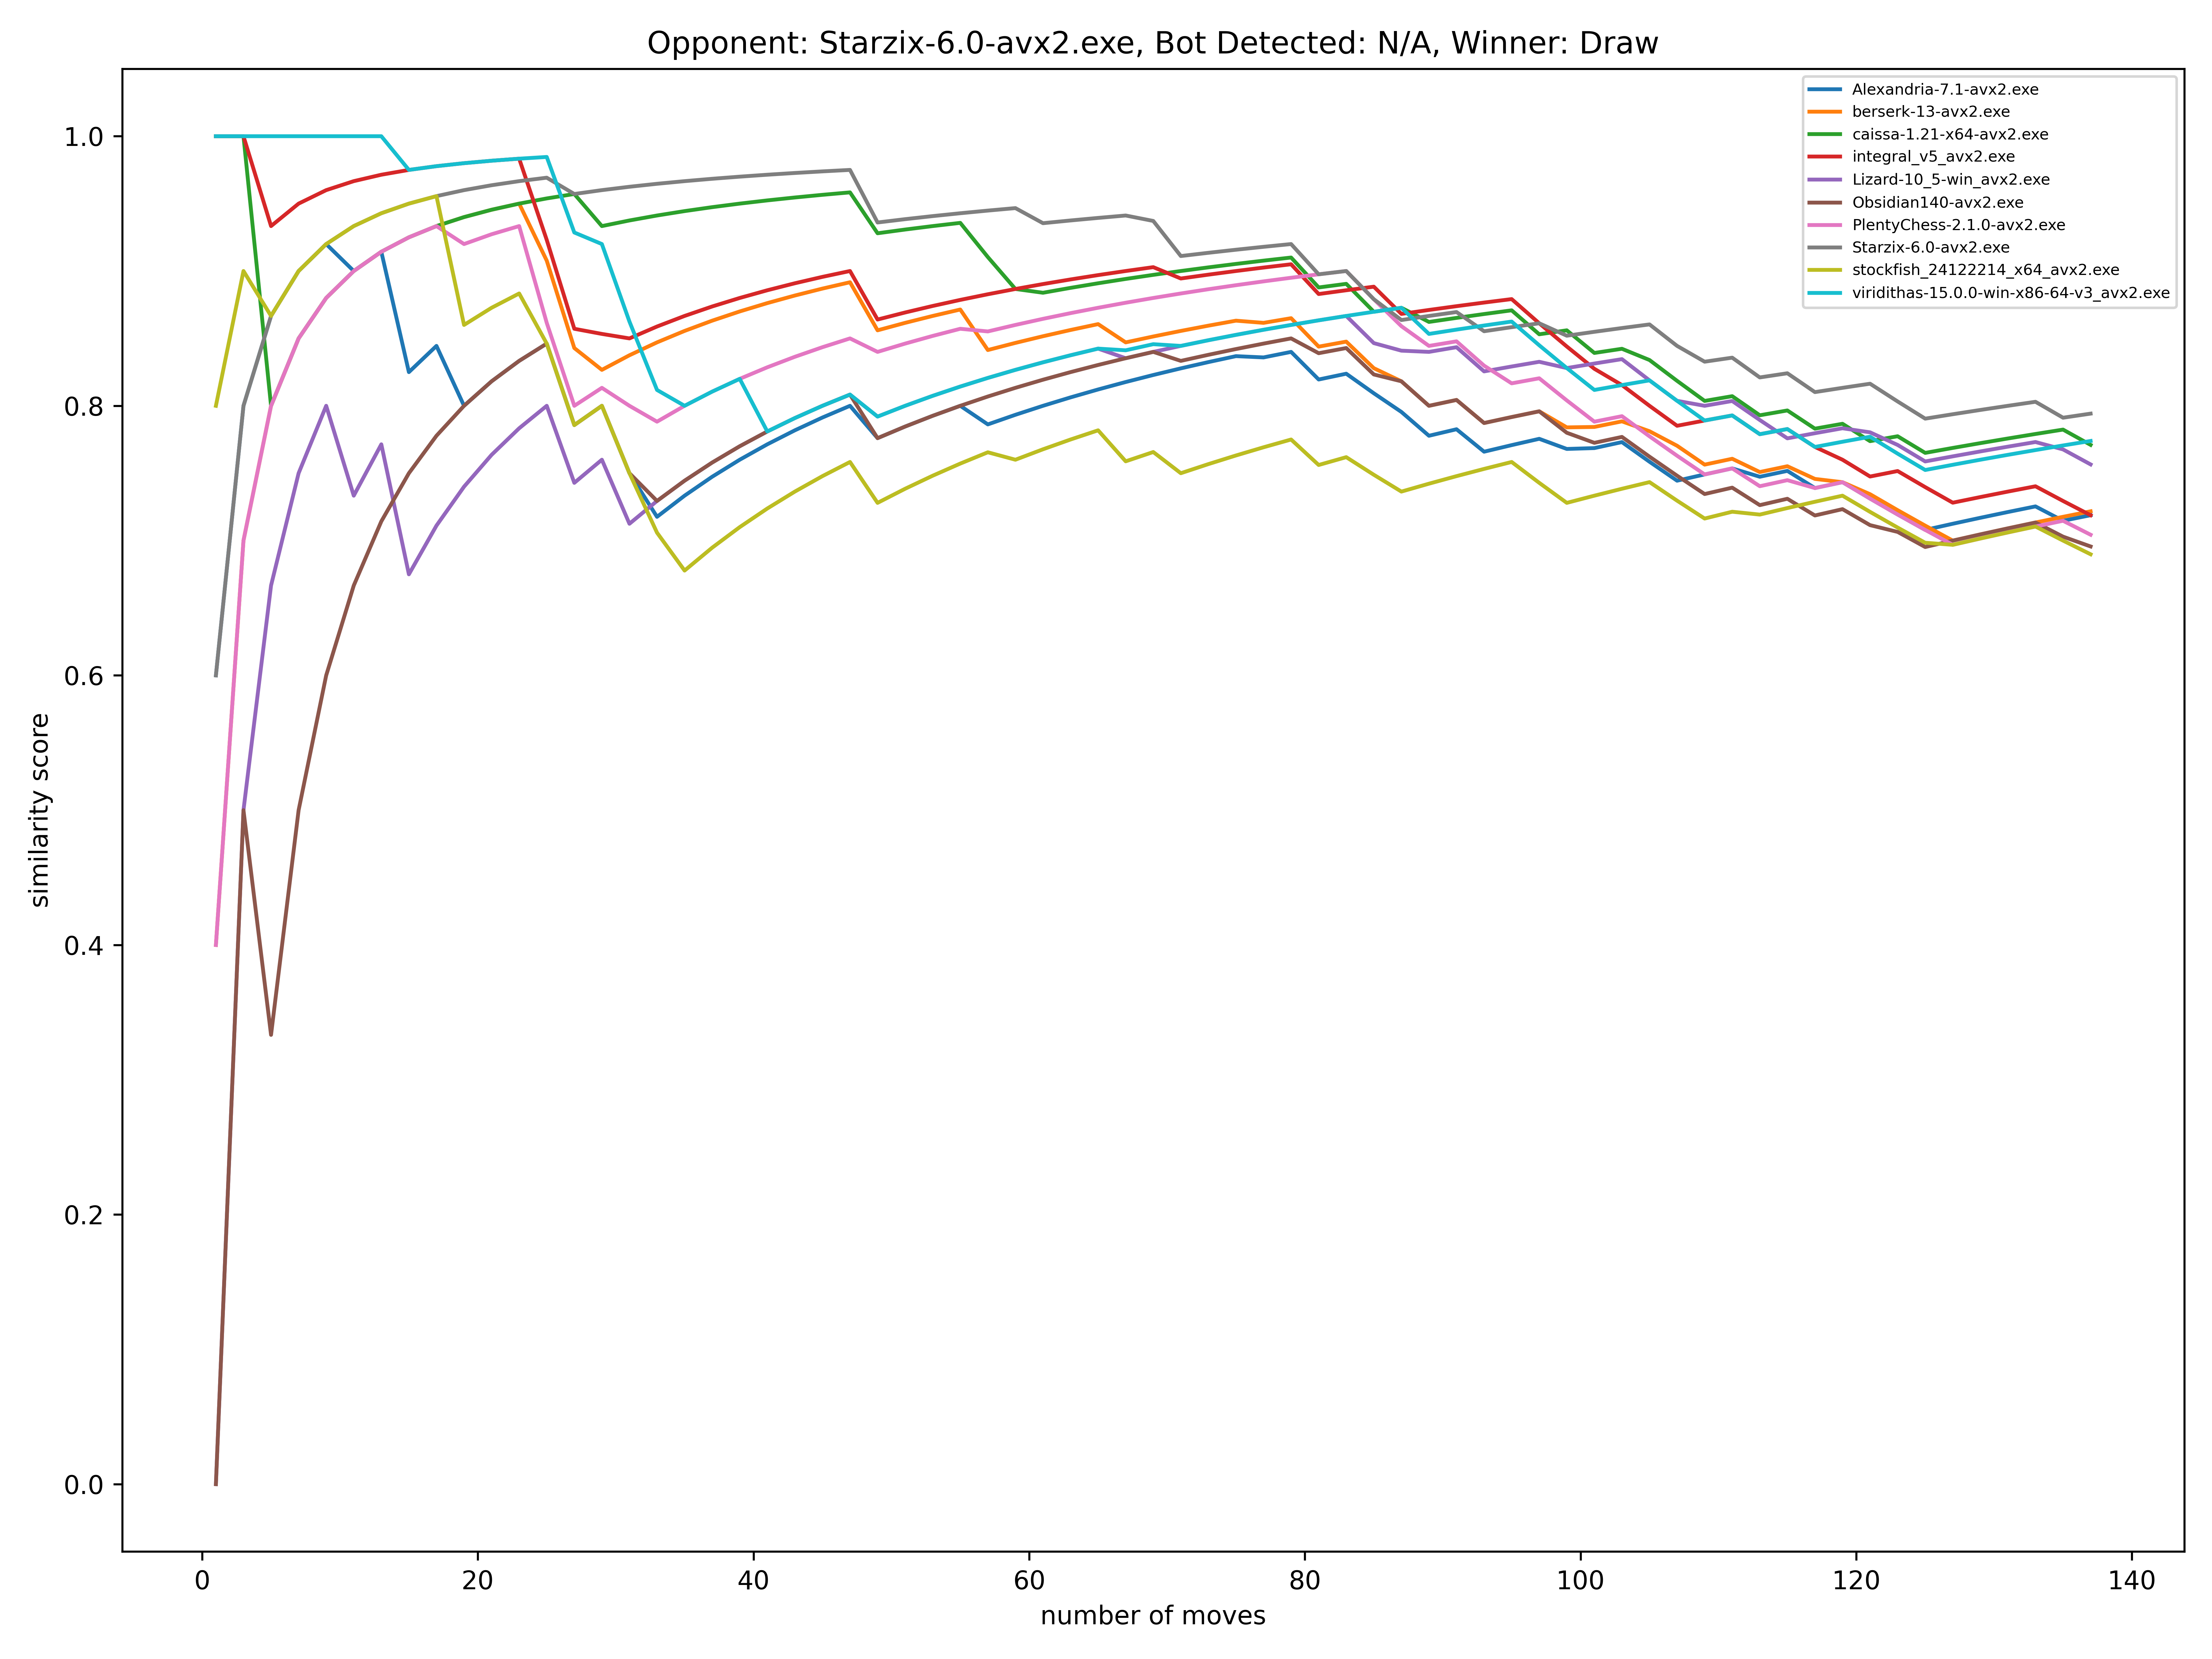 Opponent: Starzix-6.0-avx2.exe, Bot Detected: N/A, Winner: Draw
Alexandria-7.1-avx2.exe
berserk-13-avx2.exe
caissa-1.21-x64-avx2.exe
integral_v5_avx2.exe
Lizard-10_5-win_avx2.exe
Obsidian140-avx2.exe
PlentyChess-2.1.0-avx2.exe
Starzix-6.0-avx2.exe
stockfish_24122214_x64_avx2.exe
viridithas-15.0.0-win-x86-64-v3_avx2.exe
1.0
0.8
0.6
0.4
0.2
0.0
similarity score
0 20 40 60 80 100 120 140
number of moves